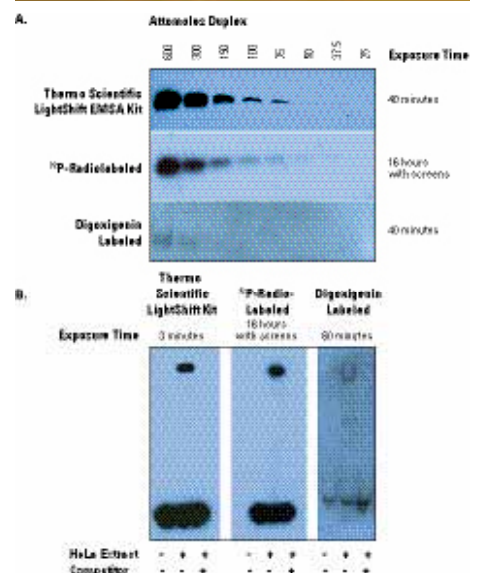 A.
Attomoles Duplex
600 300 150 100 75 50 37.5 25
Exposure Time
Thermo Scientific
LightShift EMSA Kit
40 minutes
³²P-Radiolabeled
16 hours
with screens
Digoxigenin
Labeled
40 minutes
B.
Thermo
Scientific
LightShift Kit
³²P-Radio-
Labeled
Digoxigenin
Labeled
Exposure Time
3 minutes
16 hours
with screens
60 minutes
HeLa Extract - + + - + + - + +
Competitor - - + - - + - - +